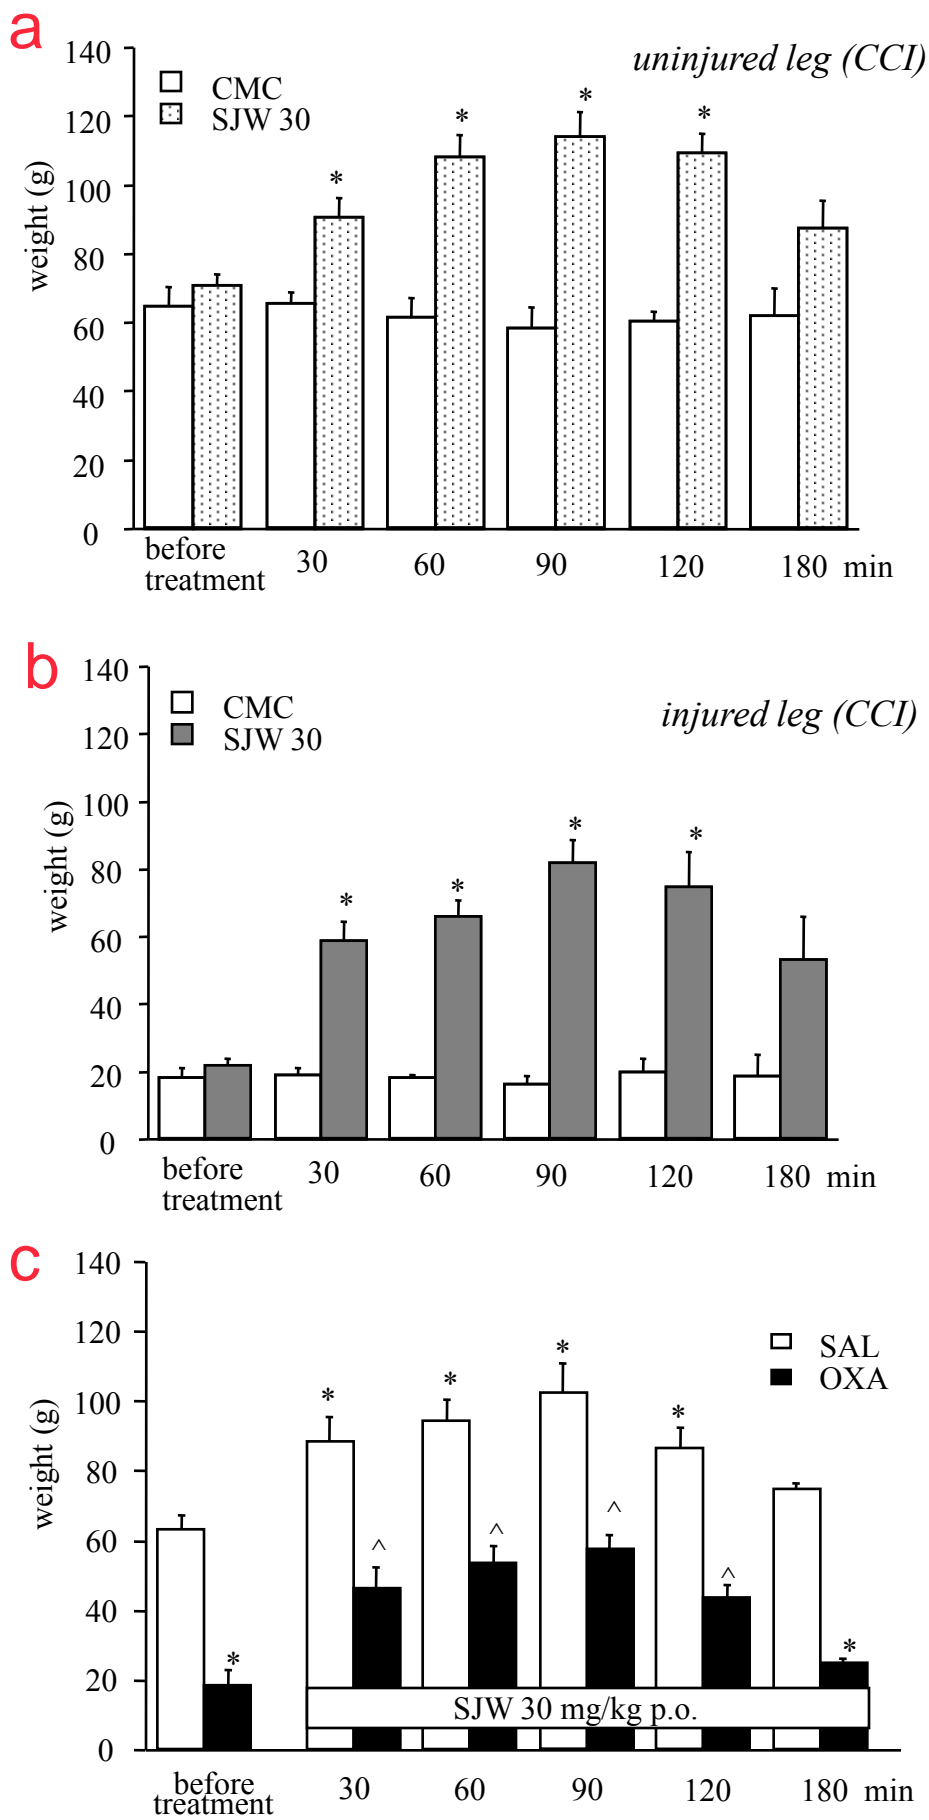 a
uninjured leg (CCI)
CMC
SJW 30
weight (g)
140
120
100
80
60
40
20
0
before
treatment
30
60
90
120
180 min
b
injured leg (CCI)
CMC
SJW 30
weight (g)
140
120
100
80
60
40
20
0
* * * *
* * * *
before
treatment
30
60
90
120
180 min
c
SAL
OXA
weight (g)
140
120
100
80
60
40
20
0
* * * *
^ ^ ^ ^
* *
SJW 30 mg/kg p.o.
before
treatment
30
60
90
120
180 min